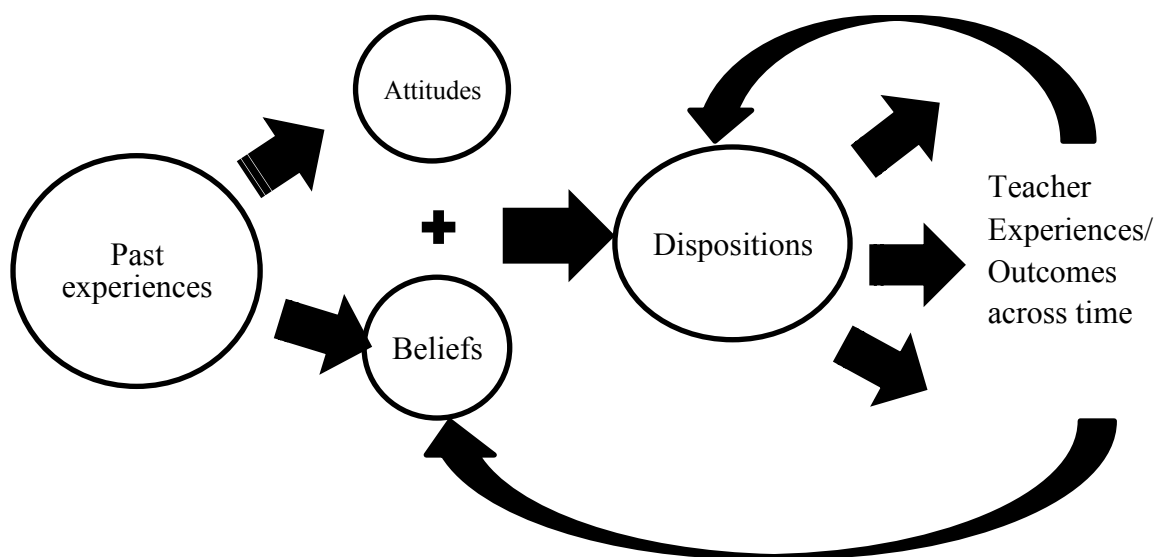 Attitudes
Past
experiences
+
Beliefs
Dispositions
Teacher
Experiences/
Outcomes
across time